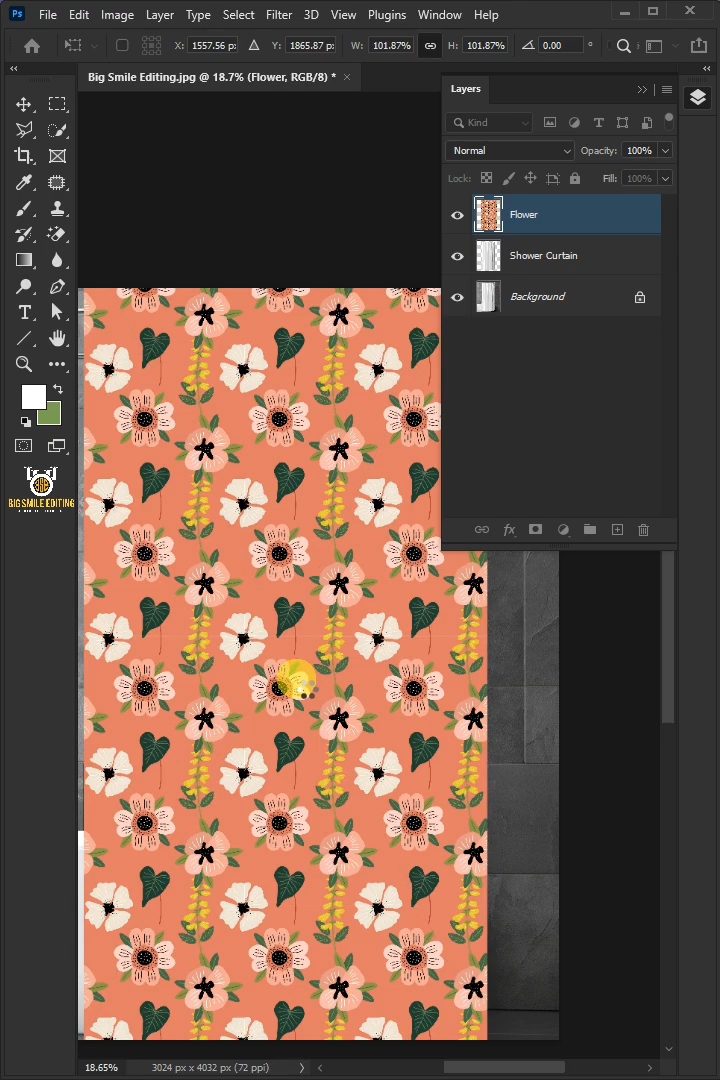 Ps File Edit Image Layer Type Select Filter 3D View Plugins Window Help
X: 1557.56 px Y: 1865.87 px W: 101.87% H: 101.87% 0.00 °
Big Smile Editing.jpg @ 18.7% (Flower, RGB/8) * ×
Layers
Kind
Normal Opacity: 100%
Lock: Fill: 100%
Flower
Shower Curtain
Background
fx
BIG SMILE EDITING
18.65% 3024 px x 4032 px (72 ppi)